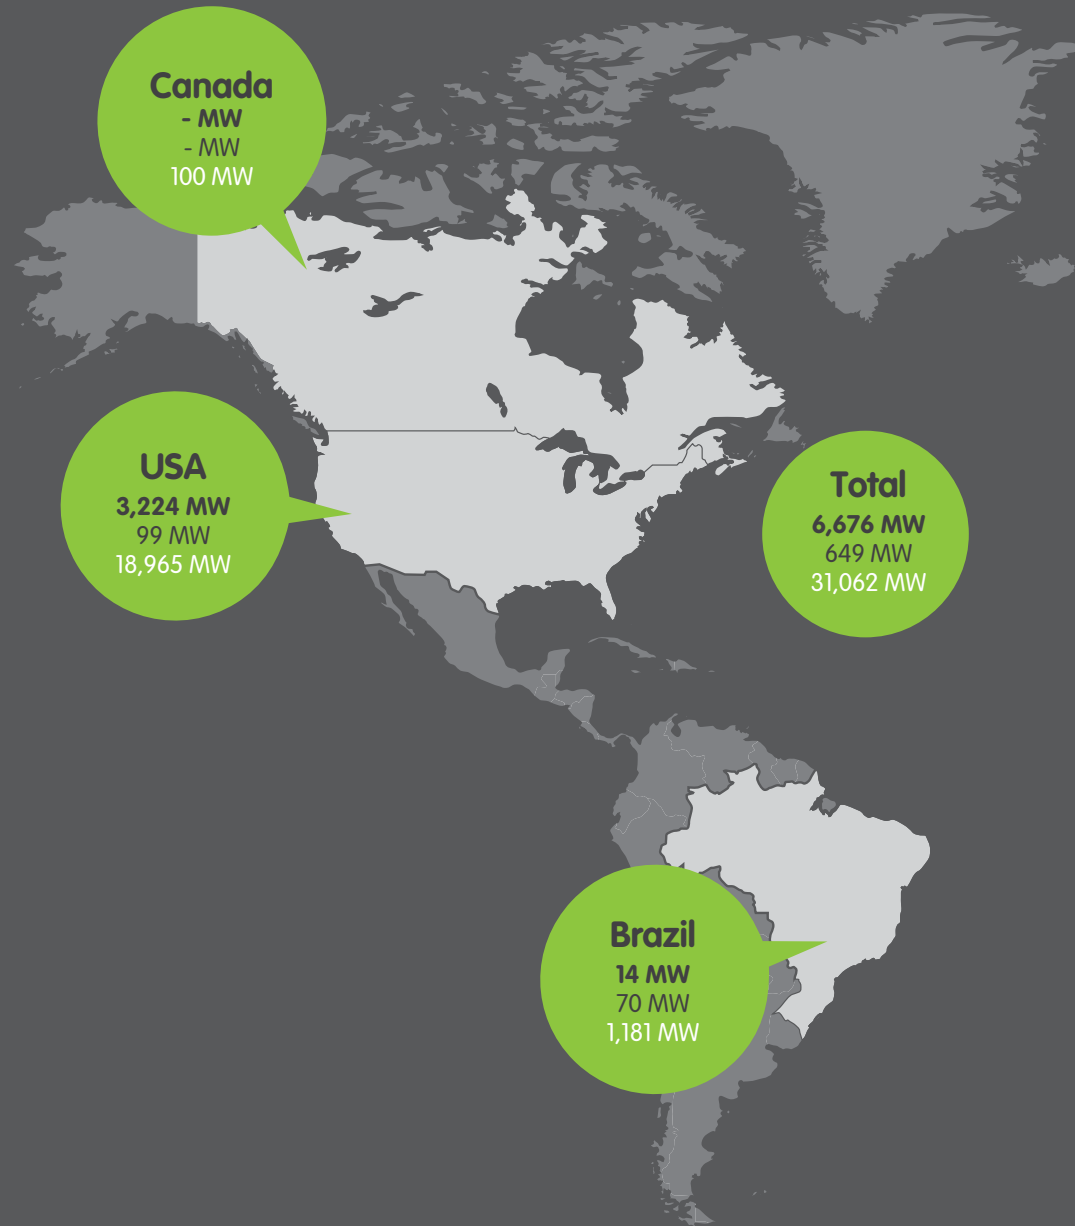 Canada
- MW
- MW
100 MW
USA
3,224 MW
99 MW
18,965 MW
Total
6,676 MW
649 MW
31,062 MW
Brazil
14 MW
70 MW
1,181 MW